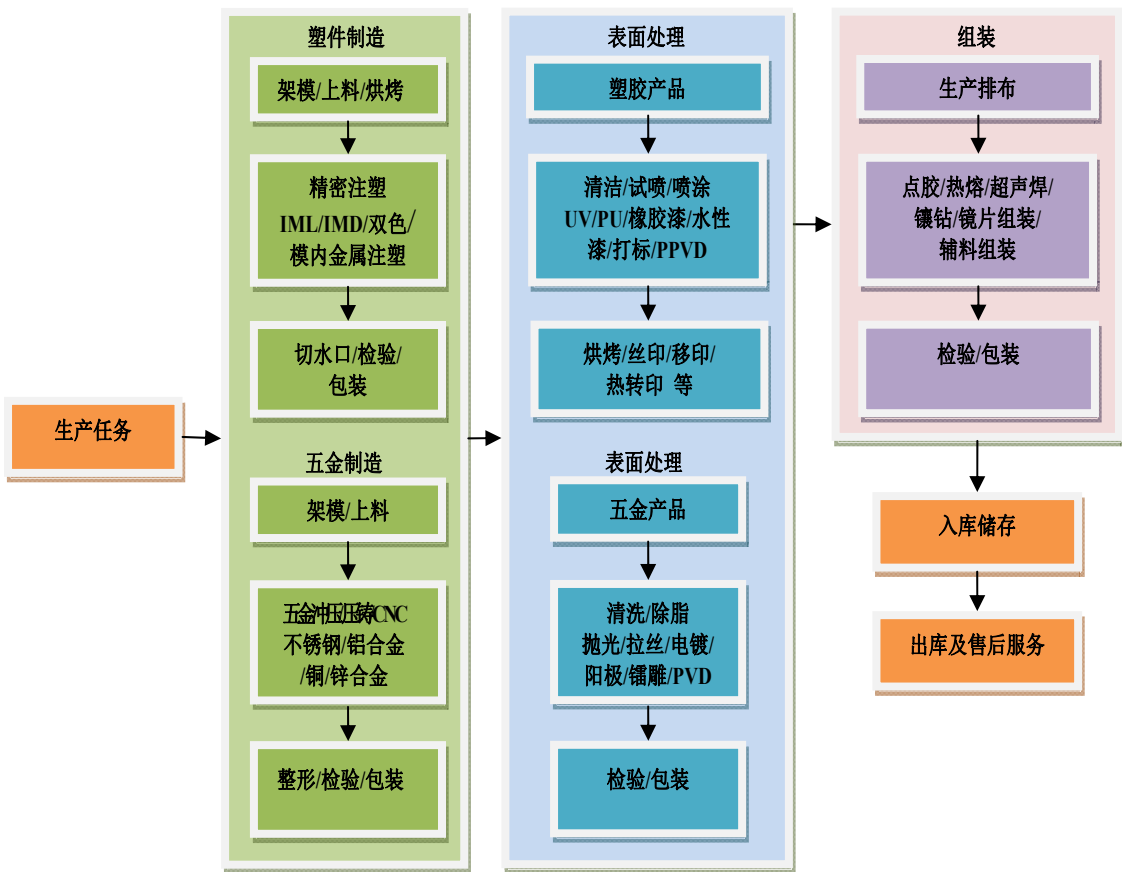 生产任务
塑件制造
架模/上料/烘烤
精密注塑
IML/IMD/双色/
模内金属注塑
切水口/检验/
包装
五金制造
架模/上料
五金冲压/压铸/CNC
不锈钢/铝合金
/铜/锌合金
整形/检验/包装
表面处理
塑胶产品
清洁/试喷/喷涂
UV/PU/橡胶漆/水性
漆/打标/PPVD
烘烤/丝印/移印/
热转印 等
表面处理
五金产品
清洗/除脂
抛光/拉丝/电镀/
阳极/镭雕/PVD
检验/包装
组装
生产排布
点胶/热熔/超声焊/
镶钻/镜片组装/
辅料组装
检验/包装
入库储存
出库及售后服务